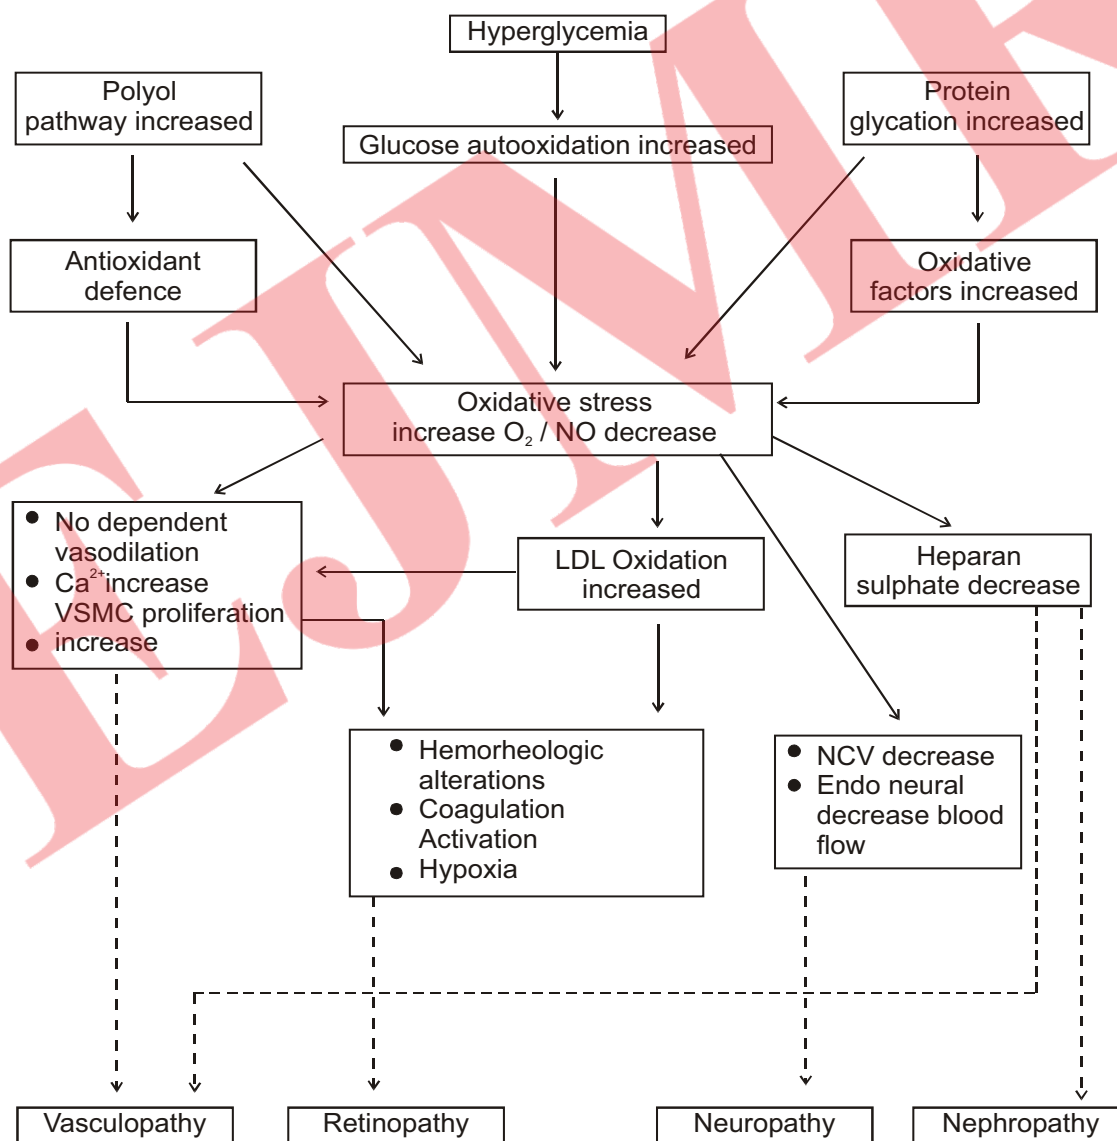 Hyperglycemia
Polyol
pathway increased
Glucose autooxidation increased
Protein
glycation increased
Antioxidant
defence
Oxidative
factors increased
Oxidative stress
increase O₂ / NO decrease
No dependent
vasodilation
Ca²⁺increase
VSMC proliferation
increase
LDL Oxidation
increased
Heparan
sulphate decrease
Hemorheologic
alterations
Coagulation
Activation
Hypoxia
NCV decrease
Endo neural
decrease blood
flow
Vasculopathy
Retinopathy
Neuropathy
Nephropathy
EJMR